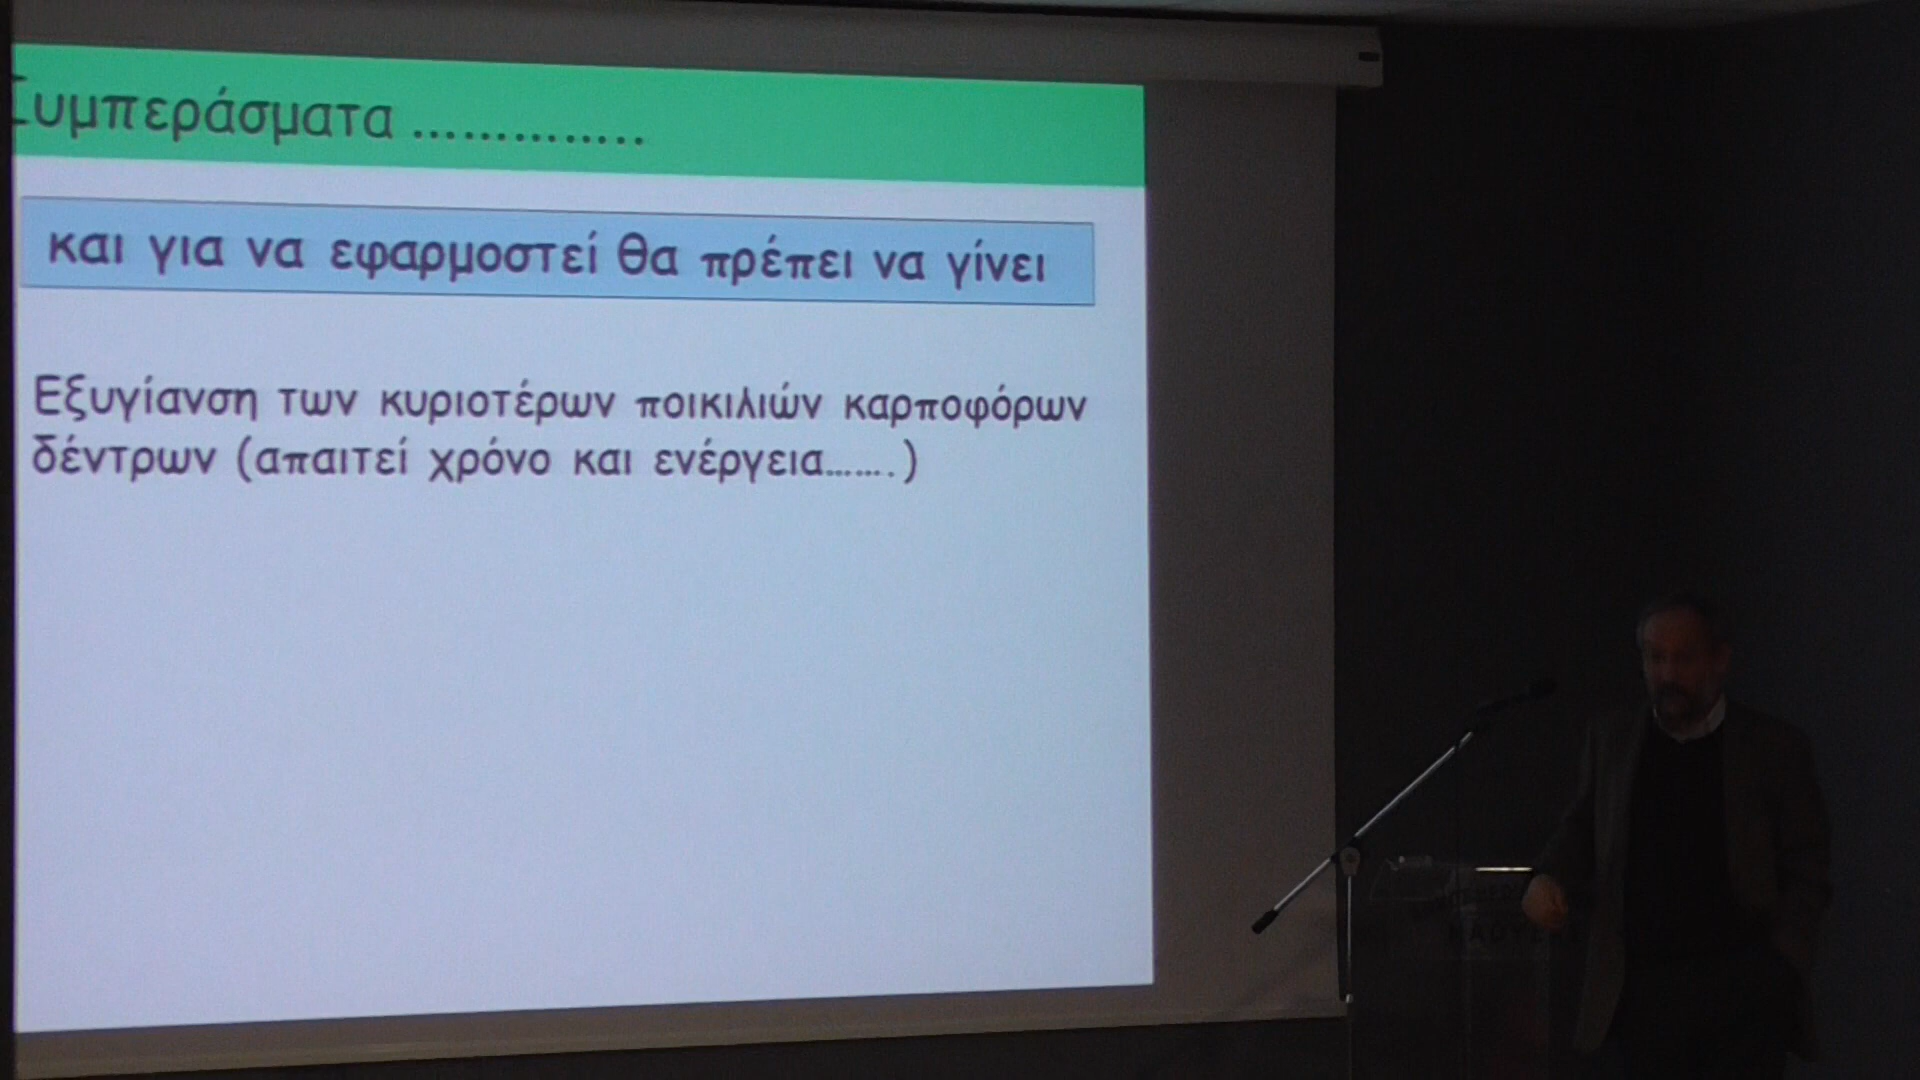 Συμπεράσματα ..............
και για να εφαρμοστεί θα πρέπει να γίνει
Εξυγίανση των κυριοτέρων ποικιλιών καρποφόρων
δέντρων (απαιτεί χρόνο και ενέργεια.......)